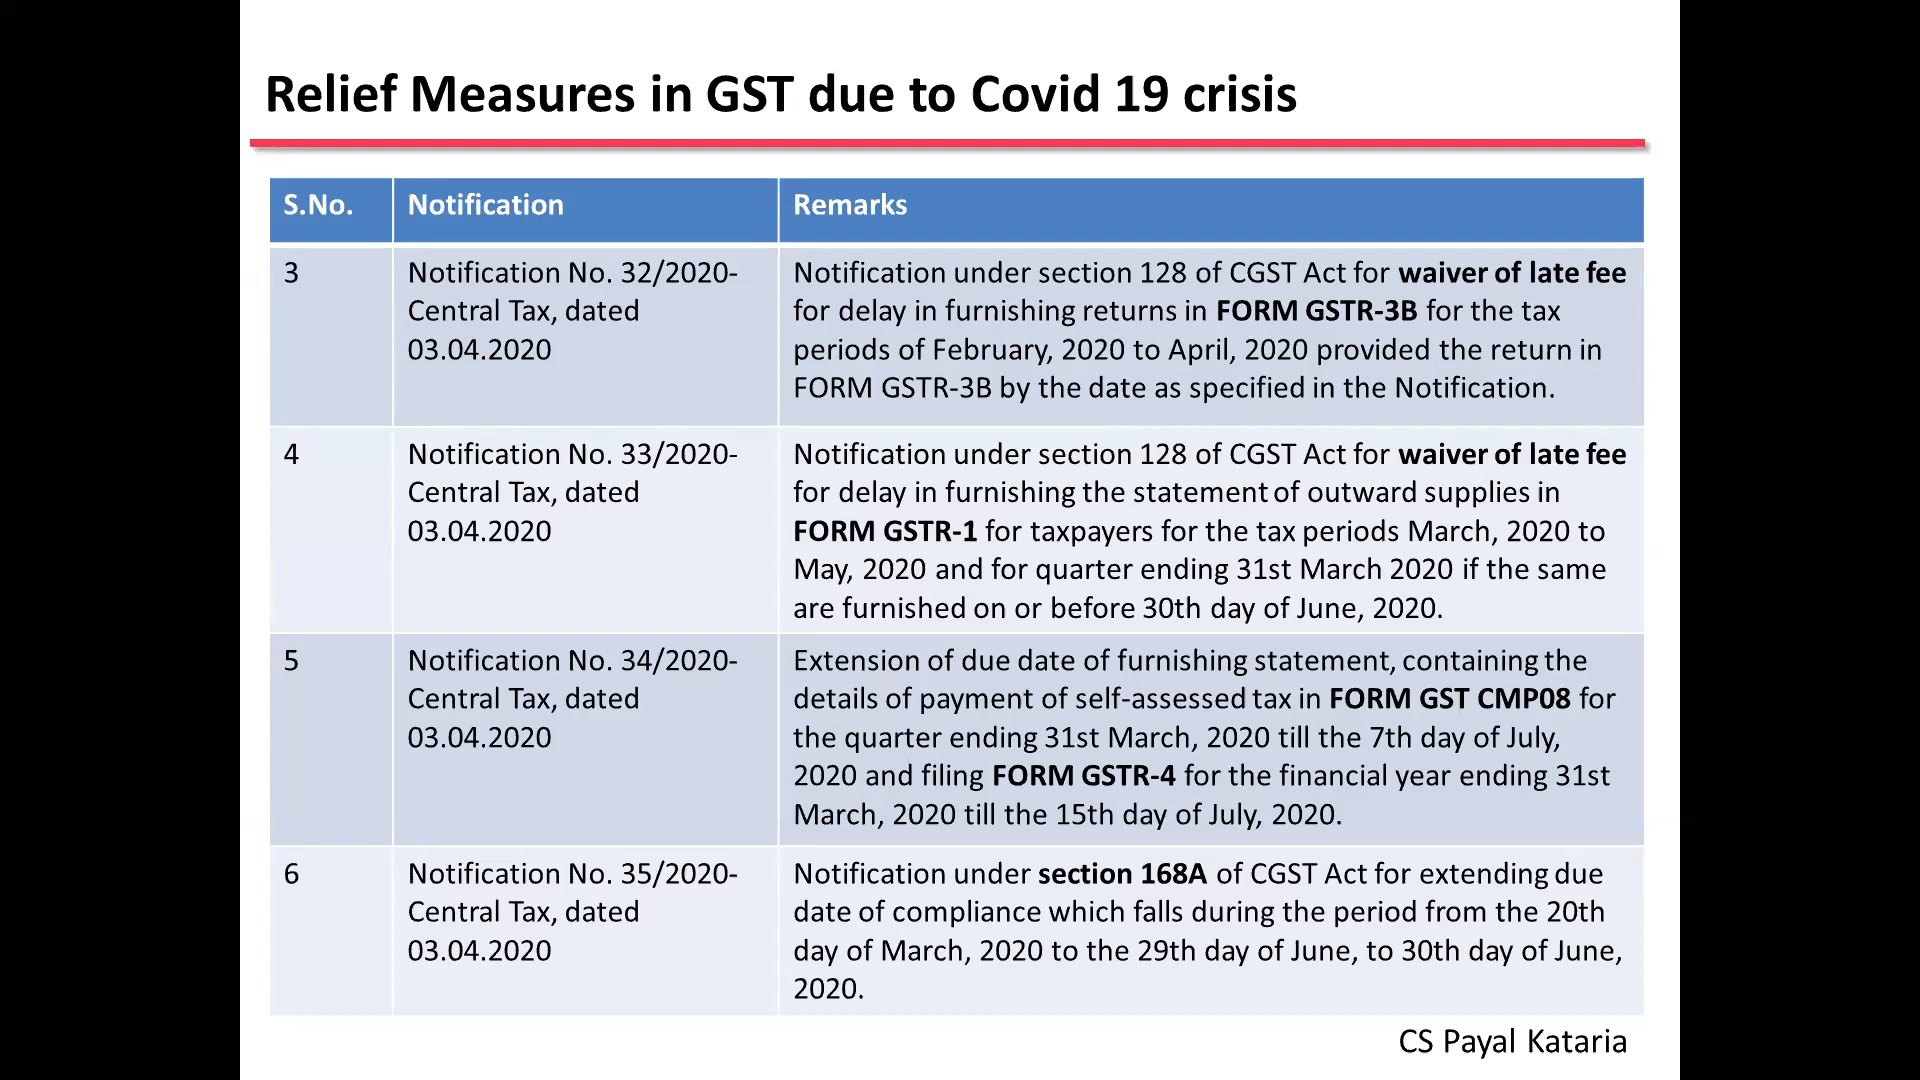 Relief Measures in GST due to Covid 19 crisis
S.No.
Notification
Remarks
3
Notification No. 32/2020-
Central Tax, dated
03.04.2020
Notification under section 128 of CGST Act for waiver of late fee
for delay in furnishing returns in FORM GSTR-3B for the tax
periods of February, 2020 to April, 2020 provided the return in
FORM GSTR-3B by the date as specified in the Notification.
4
Notification No. 33/2020-
Central Tax, dated
03.04.2020
Notification under section 128 of CGST Act for waiver of late fee
for delay in furnishing the statement of outward supplies in
FORM GSTR-1 for taxpayers for the tax periods March, 2020 to
May, 2020 and for quarter ending 31st March 2020 if the same
are furnished on or before 30th day of June, 2020.
5
Notification No. 34/2020-
Central Tax, dated
03.04.2020
Extension of due date of furnishing statement, containing the
details of payment of self-assessed tax in FORM GST CMP08 for
the quarter ending 31st March, 2020 till the 7th day of July,
2020 and filing FORM GSTR-4 for the financial year ending 31st
March, 2020 till the 15th day of July, 2020.
6
Notification No. 35/2020-
Central Tax, dated
03.04.2020
Notification under section 168A of CGST Act for extending due
date of compliance which falls during the period from the 20th
day of March, 2020 to the 29th day of June, to 30th day of June,
2020.
CS Payal Kataria